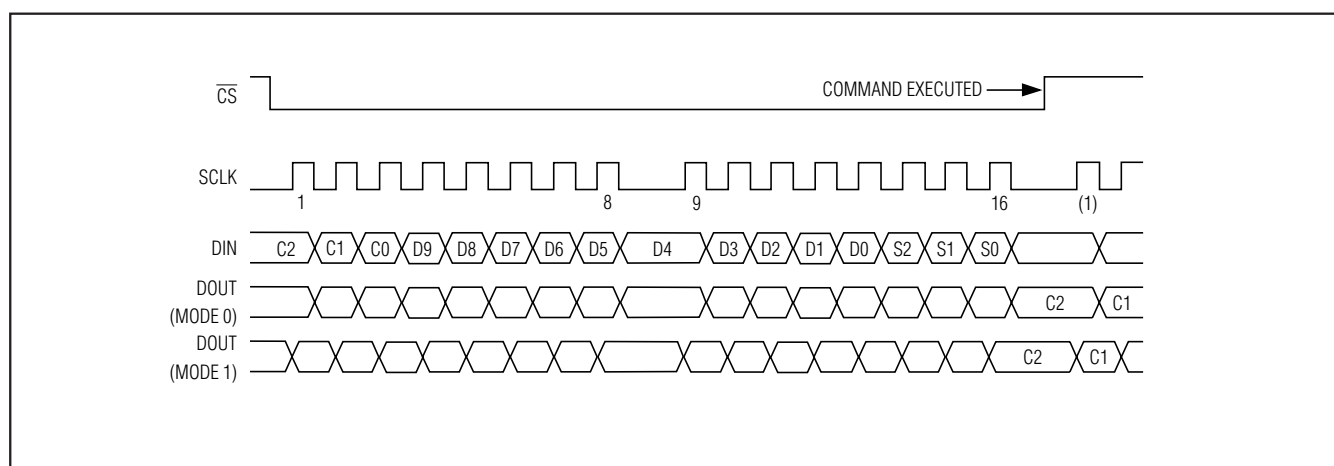 CS COMMAND EXECUTED
SCLK
1 8 9 16 (1)
DIN C2 C1 C0 D9 D8 D7 D6 D5 D4 D3 D2 D1 D0 S2 S1 S0
DOUT
(MODE 0) C2 C1
DOUT
(MODE 1) C2 C1